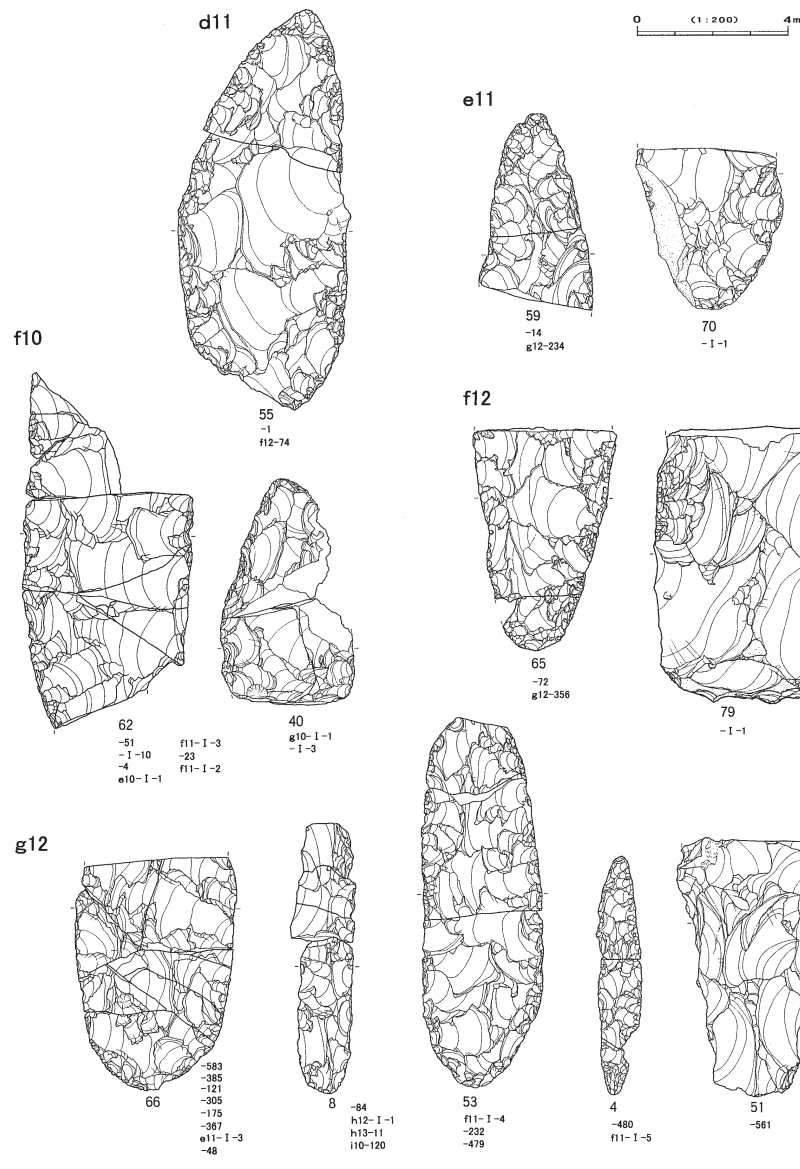 d11
0 (1:200) 4m
e11
59
-14
g12-234
70
-I-1
f10
55
-1
f12-74
f12
62
-51 f11-I-3
-I-10 -23
-4 f11-I-2
e10-I-1
40
g10-I-1
-I-3
65
-72
g12-356
79
-I-1
g12
66
-583
-385
-121
-305
-175
-367
e11-I-3
-48
8
-84
h12-I-1
h13-11
i10-120
53
f11-I-4
-232
-479
4
-480
f11-I-5
51
-561